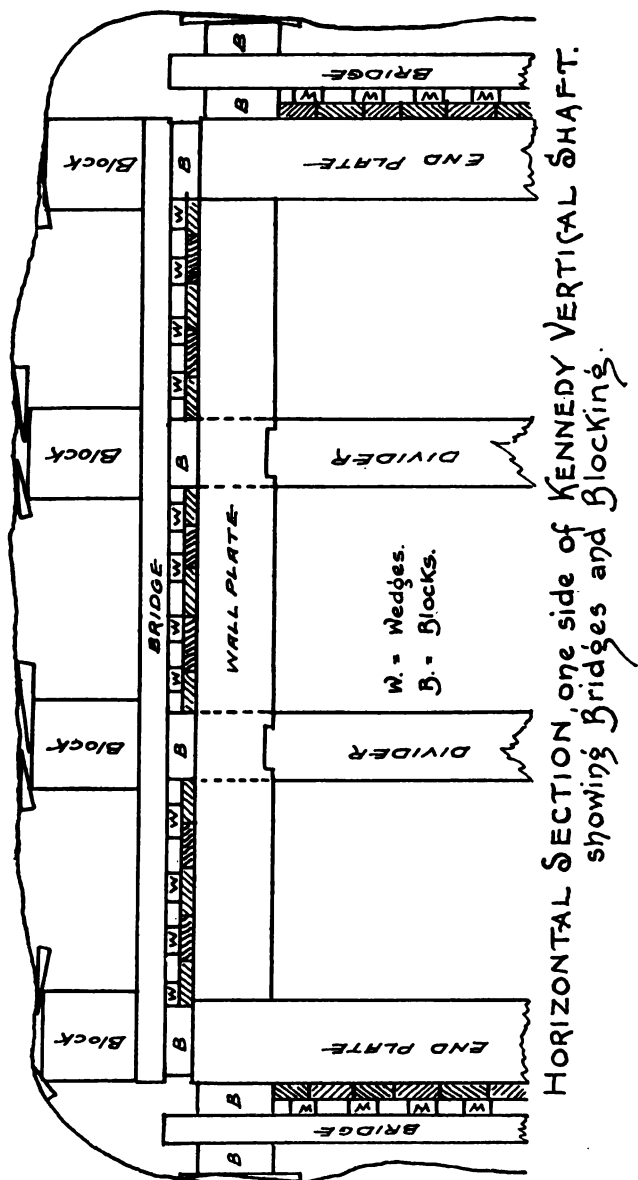 Block Block Block Block
BRIDGE
B W W W W B W W W W B W W W W B
B B WALL PLATE B B
W. = Wedges.
B. = Blocks.
BRIDGE W W W W END PLATE DIVIDER DIVIDER END PLATE W W W W BRIDGE
HORIZONTAL SECTION, one side of KENNEDY VERTICAL SHAFT.
showing Bridges and Blocking.